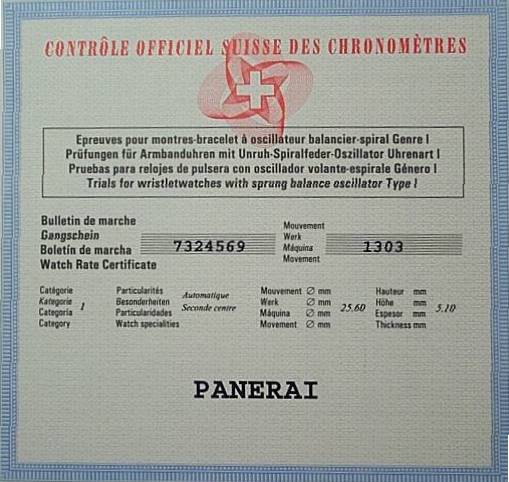 CONTRÔLE OFFICIEL SUISSE DES CHRONOMÈTRES
Epreuves pour montres-bracelet à oscillateur balancier-spiral Genre I
Prüfungen für Armbanduhren mit Unruh-Spiralfeder-Oszillator Uhrenart I
Pruebas para relojes de pulsera con oscillador volante-espirale Género I
Trials for wristletwatches with sprung balance oscillator Type I
Bulletin de marche
Gangschein
Boletín de marcha
Watch Rate Certificate
7324569
Mouvement
Werk
Máquina
Movement
1303
Catégorie
Kategorie
Categoría
Category
1
Particularités
Besonderheiten
Particularidades
Watch specialities
Automatique
Seconde centre
Mouvement ∅ mm
Werk ∅ mm
Máquina ∅ mm
Movement ∅ mm
25,60
Hauteur mm
Höhe mm
Espesor mm
Thickness mm
5,10
PANERAI